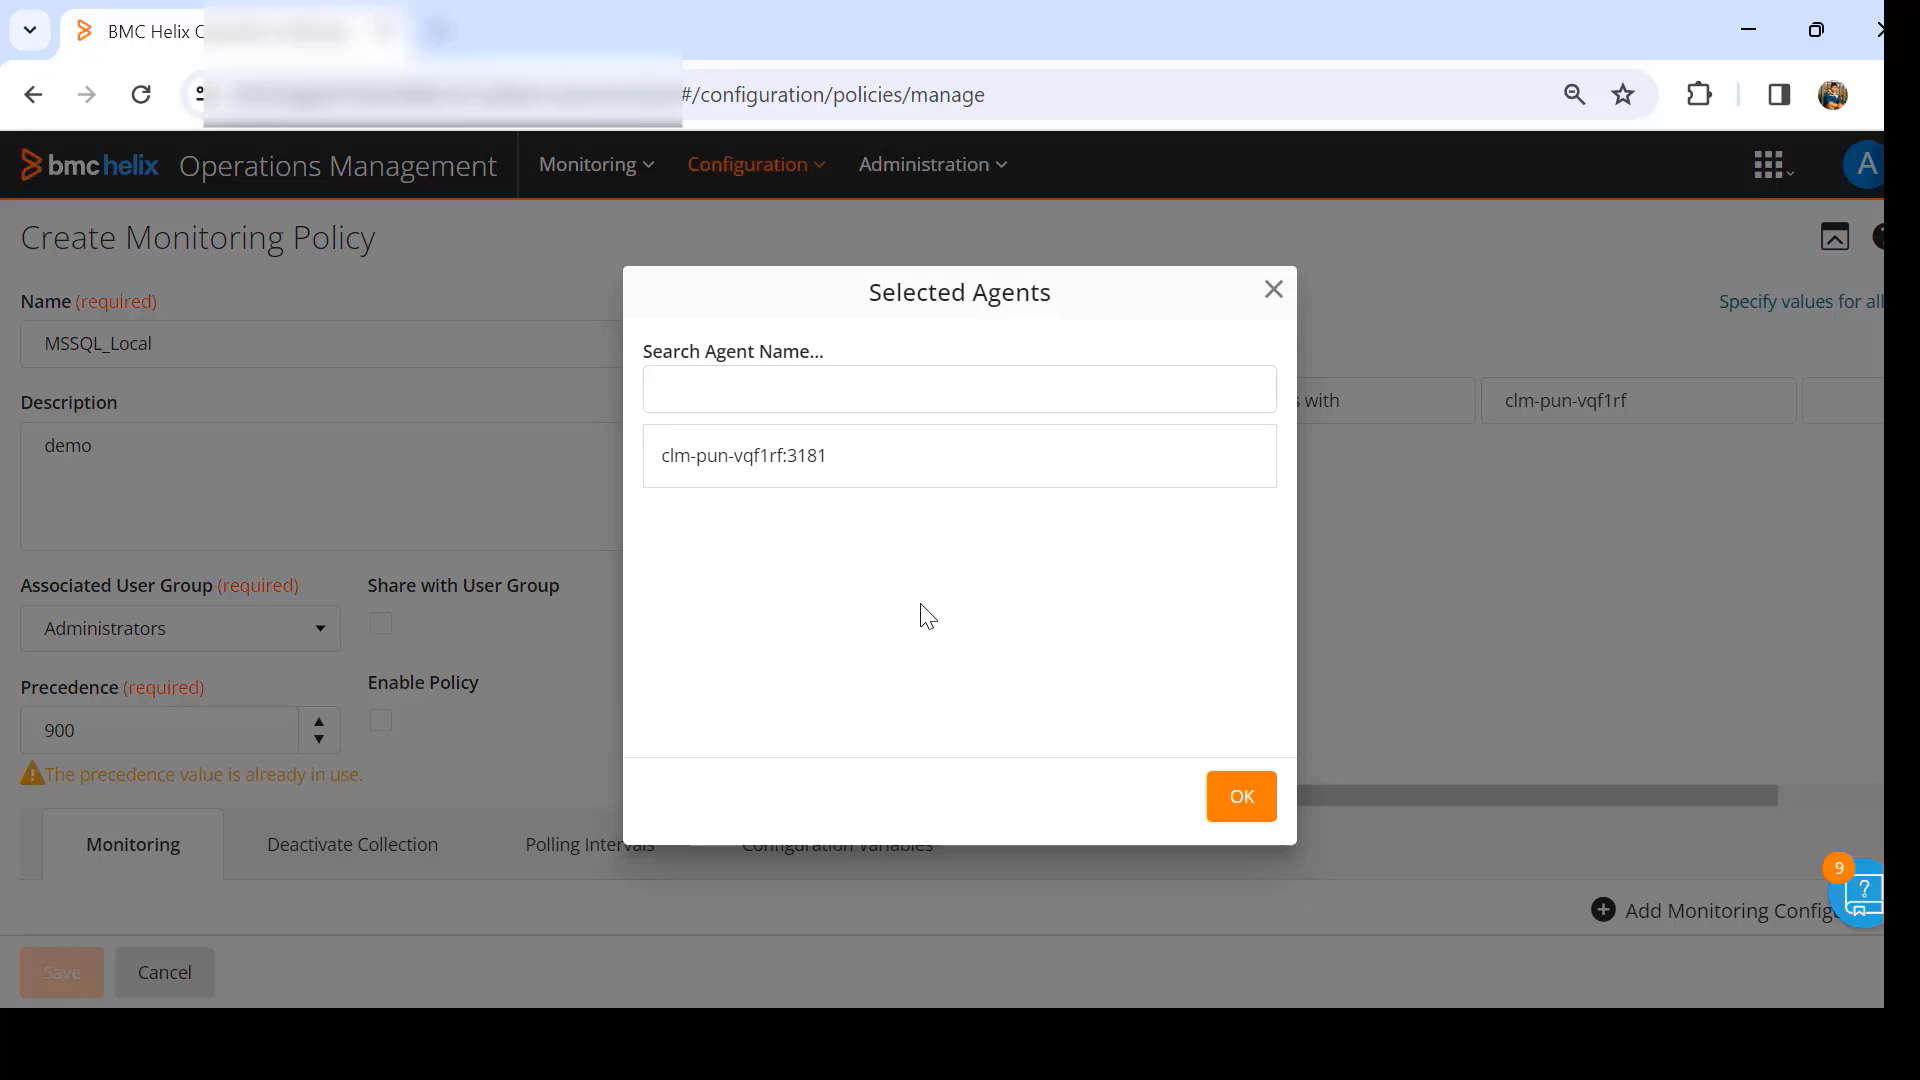 BMC Helix
#/configuration/policies/manage
bmc helix Operations Management Monitoring Configuration Administration A
Create Monitoring Policy
Name (required)
Specify values for all
MSSQL_Local
Description
demo
Associated User Group (required)
Share with User Group
Administrators
Precedence (required)
Enable Policy
900
The precedence value is already in use.
Selected Agents
Search Agent Name...
clm-pun-vqf1rf:3181
OK
with
clm-pun-vqf1rf
Monitoring Deactivate Collection Polling Intervals Configuration Variables
9
?
Add Monitoring
Save Cancel